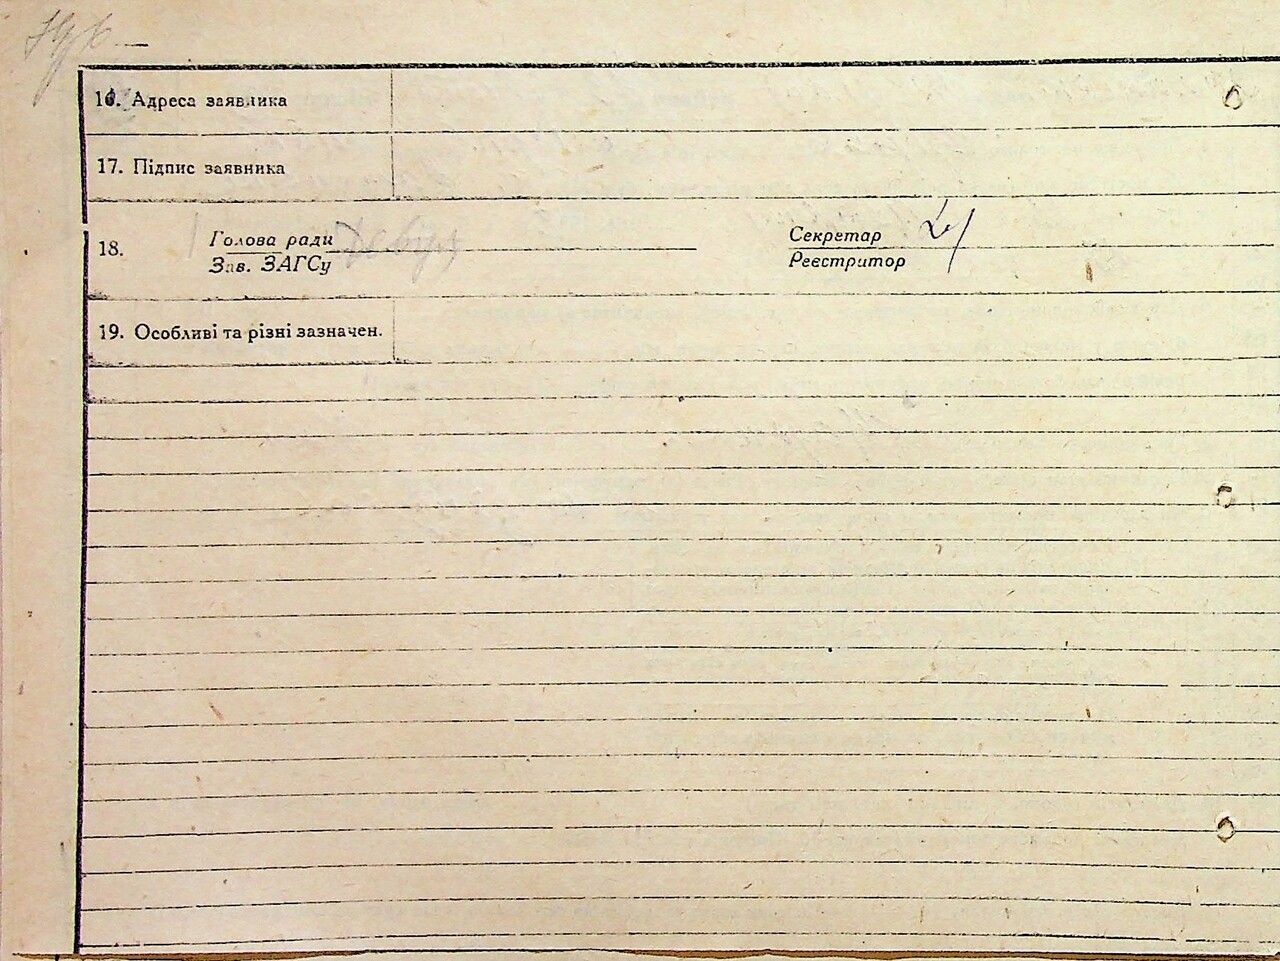 16. Адреса заявника
17. Підпис заявника
18. Голова ради Секретар
Зав. ЗАГСу Реєстритор
19. Особливі та різні зазначен.